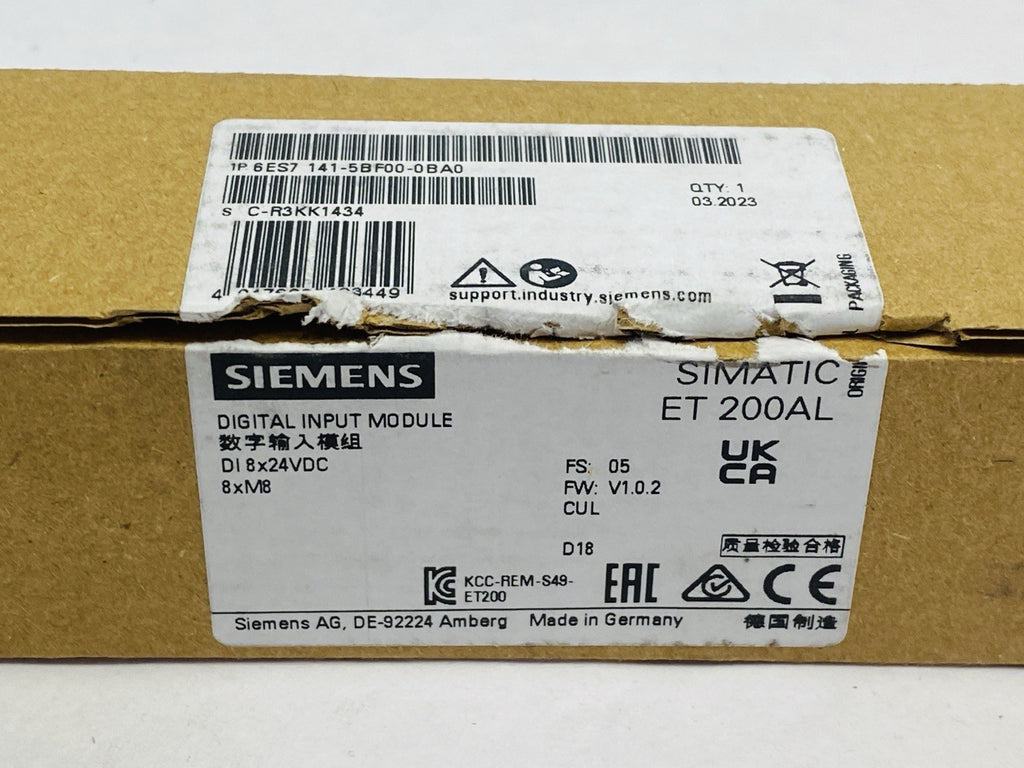 1P 6ES7 141-5BF00-0BA0
S C-R3KK1434
QTY: 1
03.2023
support.industry.siemens.com
PACKAGING
SIEMENS
SIMATIC
ET 200AL
DIGITAL INPUT MODULE
数字输入模组
DI 8x24VDC
8xM8
FS: 05
FW: V1.0.2
CUL
D18
UK
CA
质量检验合格
KCC-REM-S49-
ET200
EAC
CE
Siemens AG, DE-92224 Amberg Made in Germany
德国制造